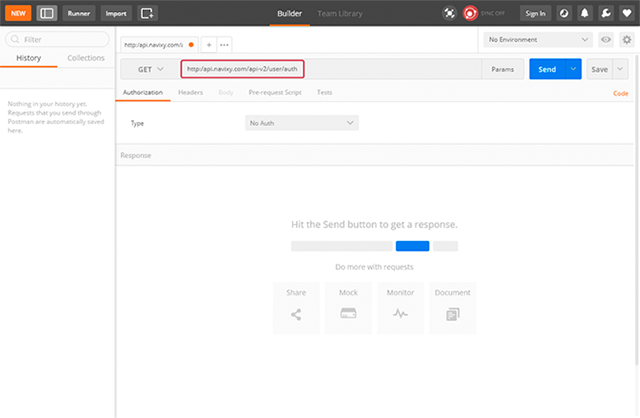 NEW
Runner
Import
Builder
Team Library
SYNC OFF
Sign In
Filter
History
Collections
Nothing in your history yet.
Requests that you send through
Postman are automatically saved
here.
http://api.navixy.com/
No Environment
GET
http://api.navixy.com/api-v2/user/auth
Params
Send
Save
Authorization
Headers
Body
Pre-request Script
Tests
Code
Type
No Auth
Response
Hit the Send button to get a response.
Do more with requests
Share
Mock
Monitor
Document